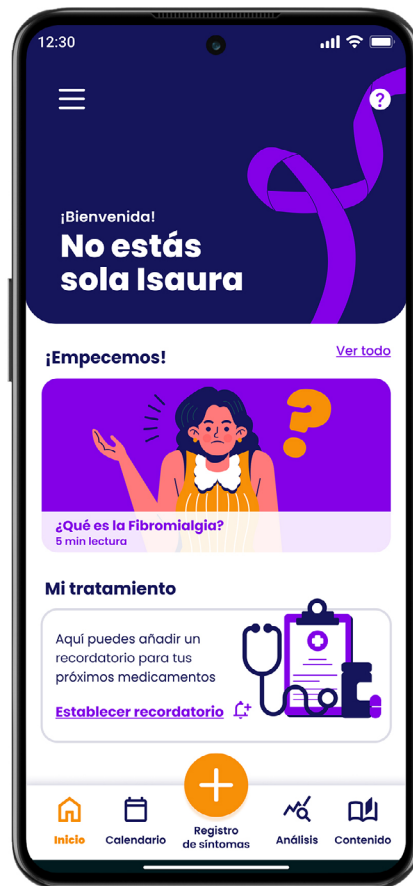 12:30
?
¡Bienvenida!
No estás
sola Isaura
¡Empecemos!
Ver todo
¿Qué es la Fibromialgia?
5 min lectura
Mi tratamiento
Aquí puedes añadir un
recordatorio para tus
próximos medicamentos
Establecer recordatorio
Inicio
Calendario
Registro
de síntomas
Análisis
Contenido